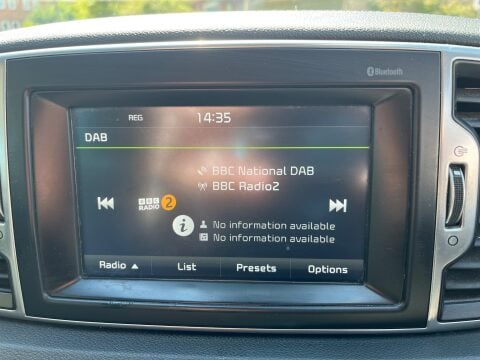 Bluetooth
REG 14:35
DAB
BBC National DAB
BBC Radio2
BBC
RADIO 2
No information available
No information available
Radio List Presets Options